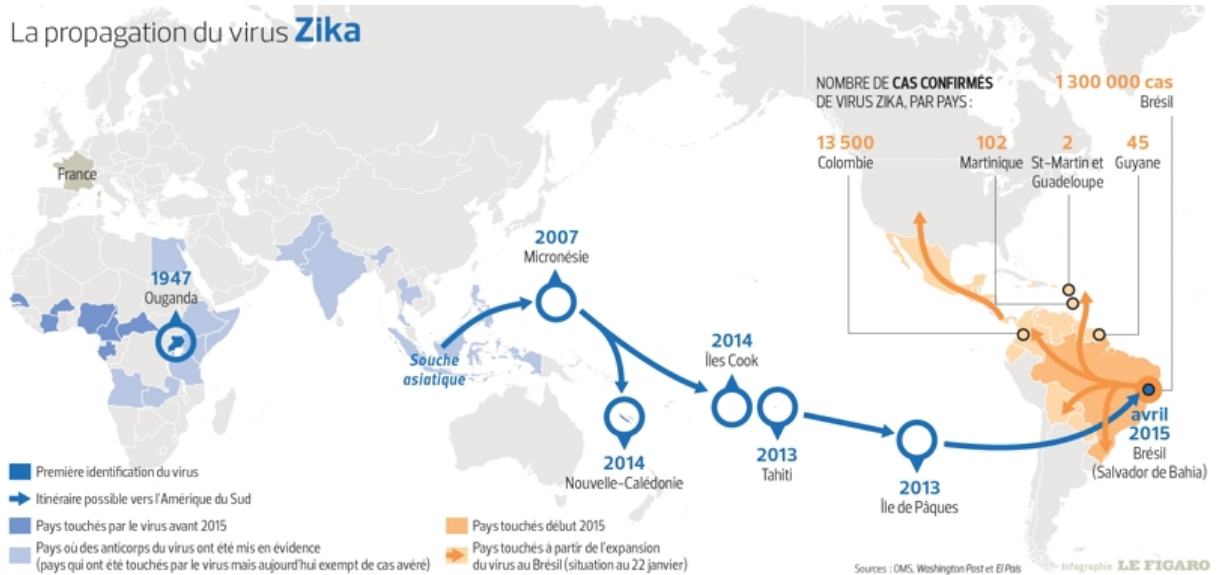 La propagation du virus Zika
NOMBRE DE CAS CONFIRMÉS
DE VIRUS ZIKA, PAR PAYS :
1 300 000 cas
Brésil
13 500
Colombie
102
Martinique
2
St-Martin et
Guadeloupe
45
Guyane
France
1947
Ouganda
Souche
asiatique
2007
Micronésie
2014
Nouvelle-Calédonie
2014
Îles Cook
2013
Tahiti
2013
Île de Pâques
avril
2015
Brésil
(Salvador de Bahia)
Première identification du virus
Itinéraire possible vers l'Amérique du Sud
Pays touchés par le virus avant 2015
Pays où des anticorps du virus ont été mis en évidence
(pays qui ont été touchés par le virus mais aujourd'hui exempt de cas avéré)
Pays touchés début 2015
Pays touchés à partir de l'expansion
du virus au Brésil (situation au 22 janvier)
Sources : OMS, Washington Post et El País
Infographie LE FIGARO